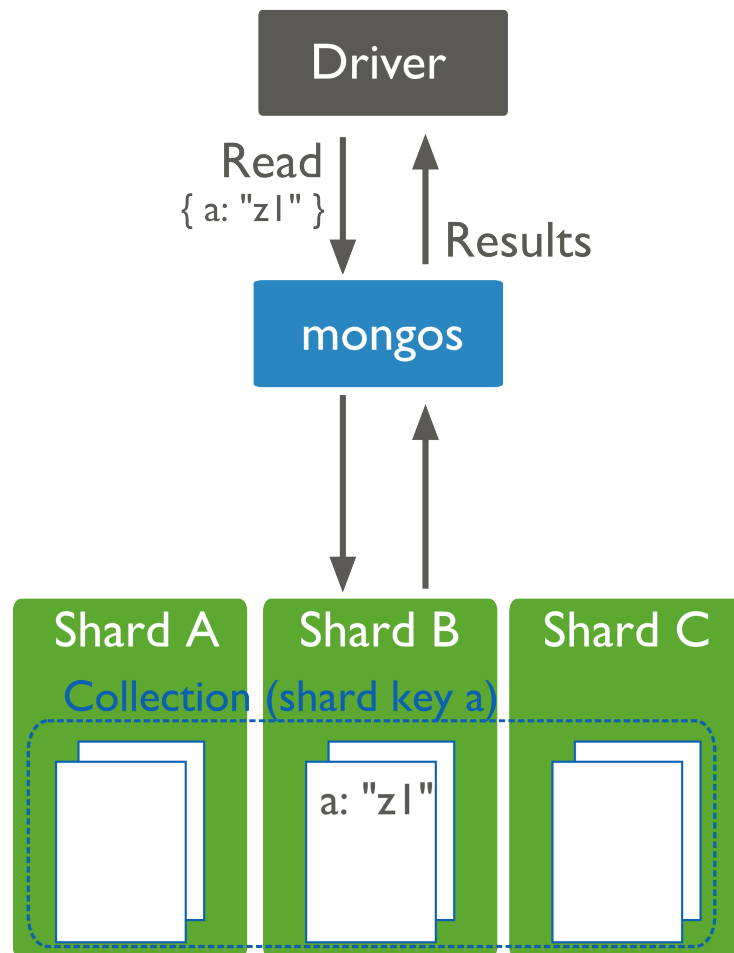 Driver
Read
{ a: "z1" }
Results
mongos
Shard A
Shard B
Shard C
Collection (shard key a)
a: "z1"